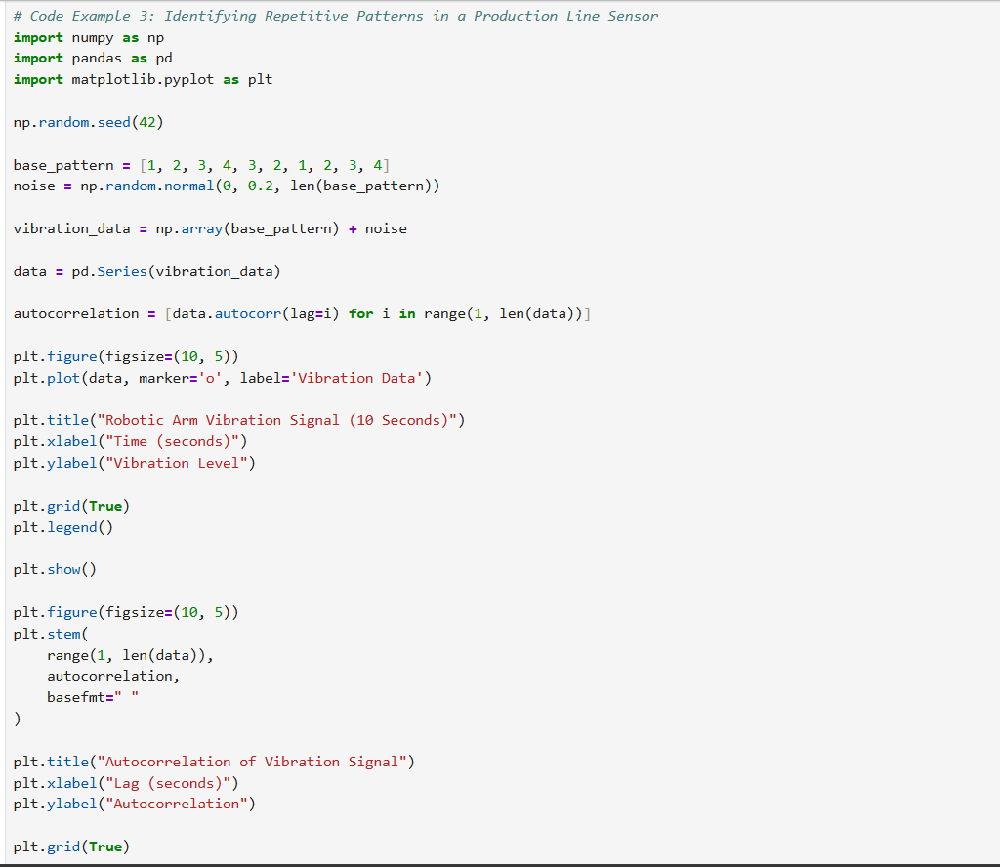 # Code Example 3: Identifying Repetitive Patterns in a Production Line Sensor
import numpy as np
import pandas as pd
import matplotlib.pyplot as plt
np.random.seed(42)
base_pattern = [1, 2, 3, 4, 3, 2, 1, 2, 3, 4]
noise = np.random.normal(0, 0.2, len(base_pattern))
vibration_data = np.array(base_pattern) + noise
data = pd.Series(vibration_data)
autocorrelation = [data.autocorr(lag=i) for i in range(1, len(data))]
plt.figure(figsize=(10, 5))
plt.plot(data, marker='o', label='Vibration Data')
plt.title("Robotic Arm Vibration Signal (10 Seconds)")
plt.xlabel("Time (seconds)")
plt.ylabel("Vibration Level")
plt.grid(True)
plt.legend()
plt.show()
plt.figure(figsize=(10, 5))
plt.stem(
    range(1, len(data)),
    autocorrelation,
    basefmt=" "
)
plt.title("Autocorrelation of Vibration Signal")
plt.xlabel("Lag (seconds)")
plt.ylabel("Autocorrelation")
plt.grid(True)